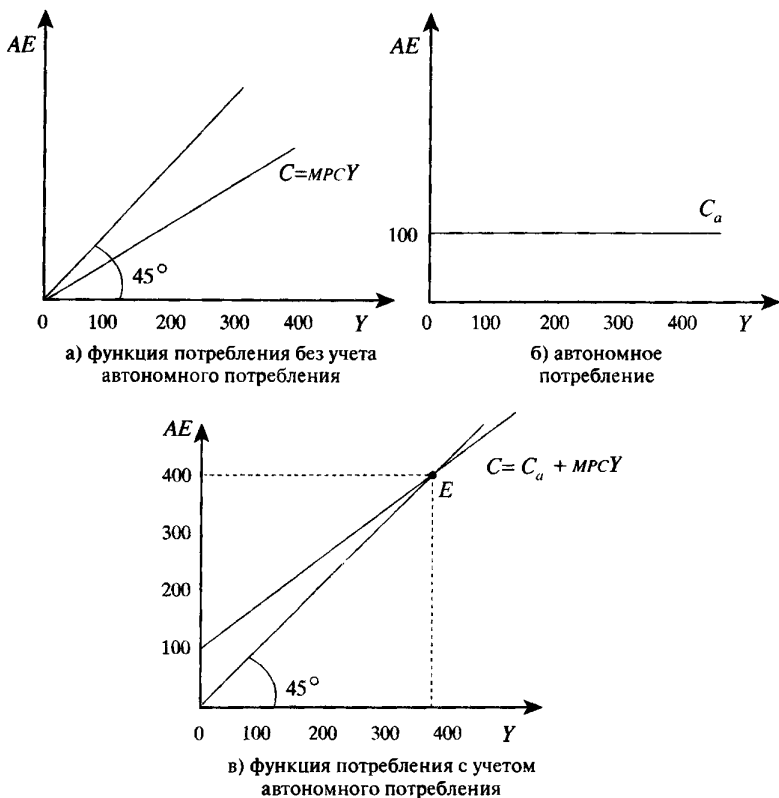 AE
C=MPCY
45°
0 100 200 300 400 Y
а) функция потребления без учета
автономного потребления
AE
100
C_a
0 100 200 300 400 Y
б) автономное
потребление
AE
400
300
200
100
C= C_a + MPCY
E
45°
0 100 200 300 400 Y
в) функция потребления с учетом
автономного потребления